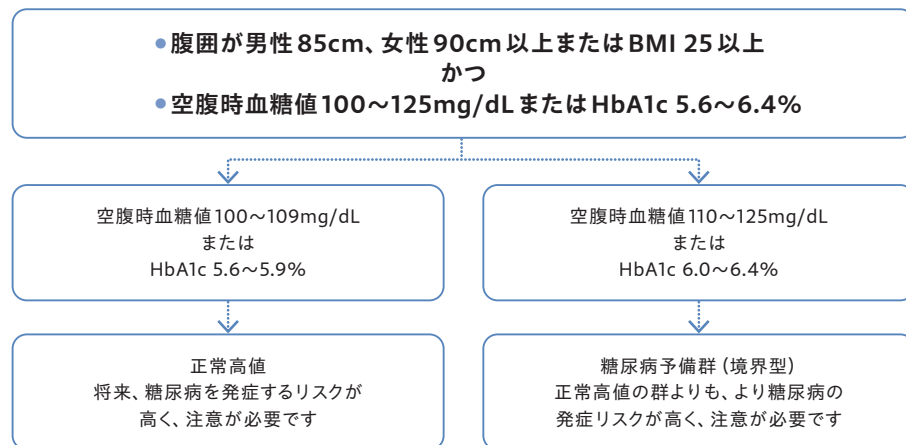 ●腹囲が男性85cm、女性90cm以上またはBMI 25以上
かつ
●空腹時血糖値100〜125mg/dLまたはHbA1c 5.6〜6.4%
空腹時血糖値100〜109mg/dL
または
HbA1c 5.6〜5.9%
空腹時血糖値110〜125mg/dL
または
HbA1c 6.0〜6.4%
正常高値
将来、糖尿病を発症するリスクが
高く、注意が必要です
糖尿病予備群（境界型）
正常高値の群よりも、より糖尿病の
発症リスクが高く、注意が必要です